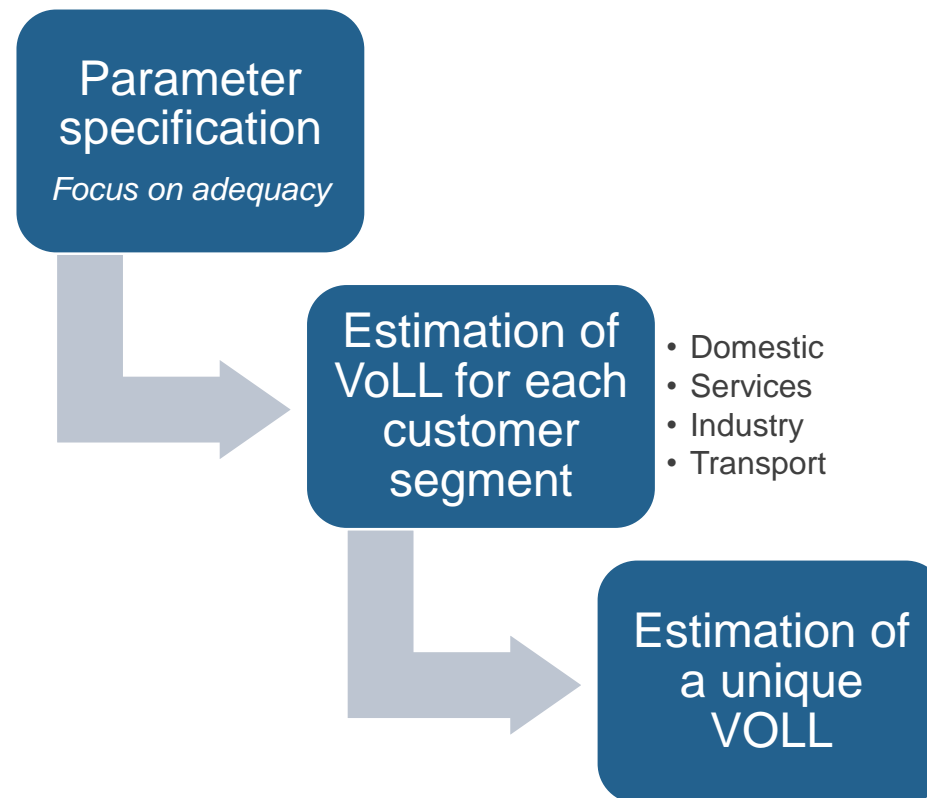 Parameter
specification
Focus on adequacy
Estimation of
VoLL for each
customer
segment
• Domestic
• Services
• Industry
• Transport
Estimation of
a unique
VOLL